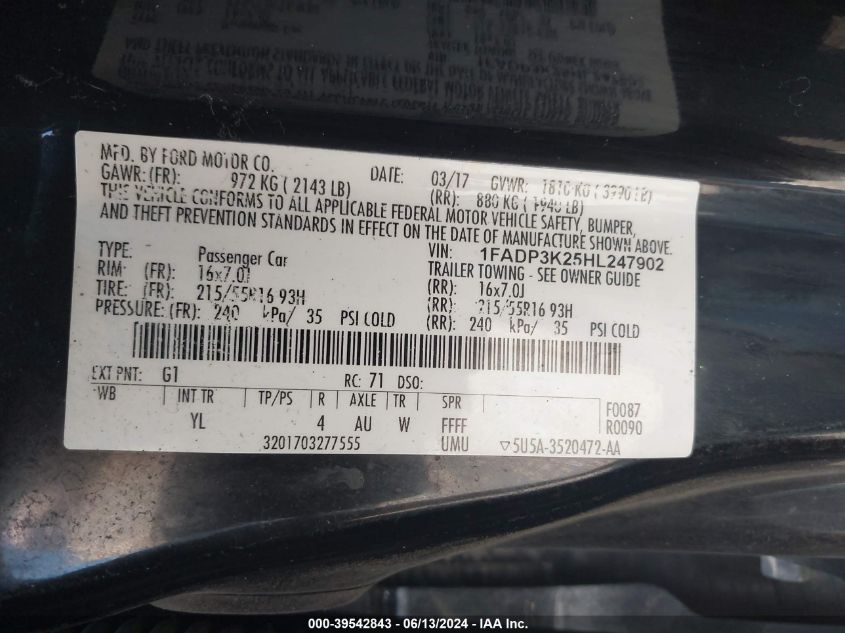 MFD. BY FORD MOTOR CO. DATE: 03/17 GVWR: 1810 KG ( 3990 LB)
GAWR: (FR): 972 KG ( 2143 LB) (RR): 880 KG ( 1940 LB)
THIS VEHICLE CONFORMS TO ALL APPLICABLE FEDERAL MOTOR VEHICLE SAFETY, BUMPER,
AND THEFT PREVENTION STANDARDS IN EFFECT ON THE DATE OF MANUFACTURE SHOWN ABOVE.
VIN: 1FADP3K25HL247902
TYPE: Passenger Car TRAILER TOWING - SEE OWNER GUIDE
RIM (FR): 16x7.0J (RR): 16x7.0J
TIRE: (FR): 215/55R16 93H (RR): 215/55R16 93H
PRESSURE: (FR): 240 kPa/ 35 PSI COLD (RR): 240 kPa/ 35 PSI COLD
EXT PNT: G1 RC: 71 DSO:
WB INT TR TP/PS R AXLE TR SPR F0087
YL 4 AU W FFFF R0090
3201703277555 UMU ▽5U5A-3520472-AA
000-39542843 - 06/13/2024 - IAA Inc.